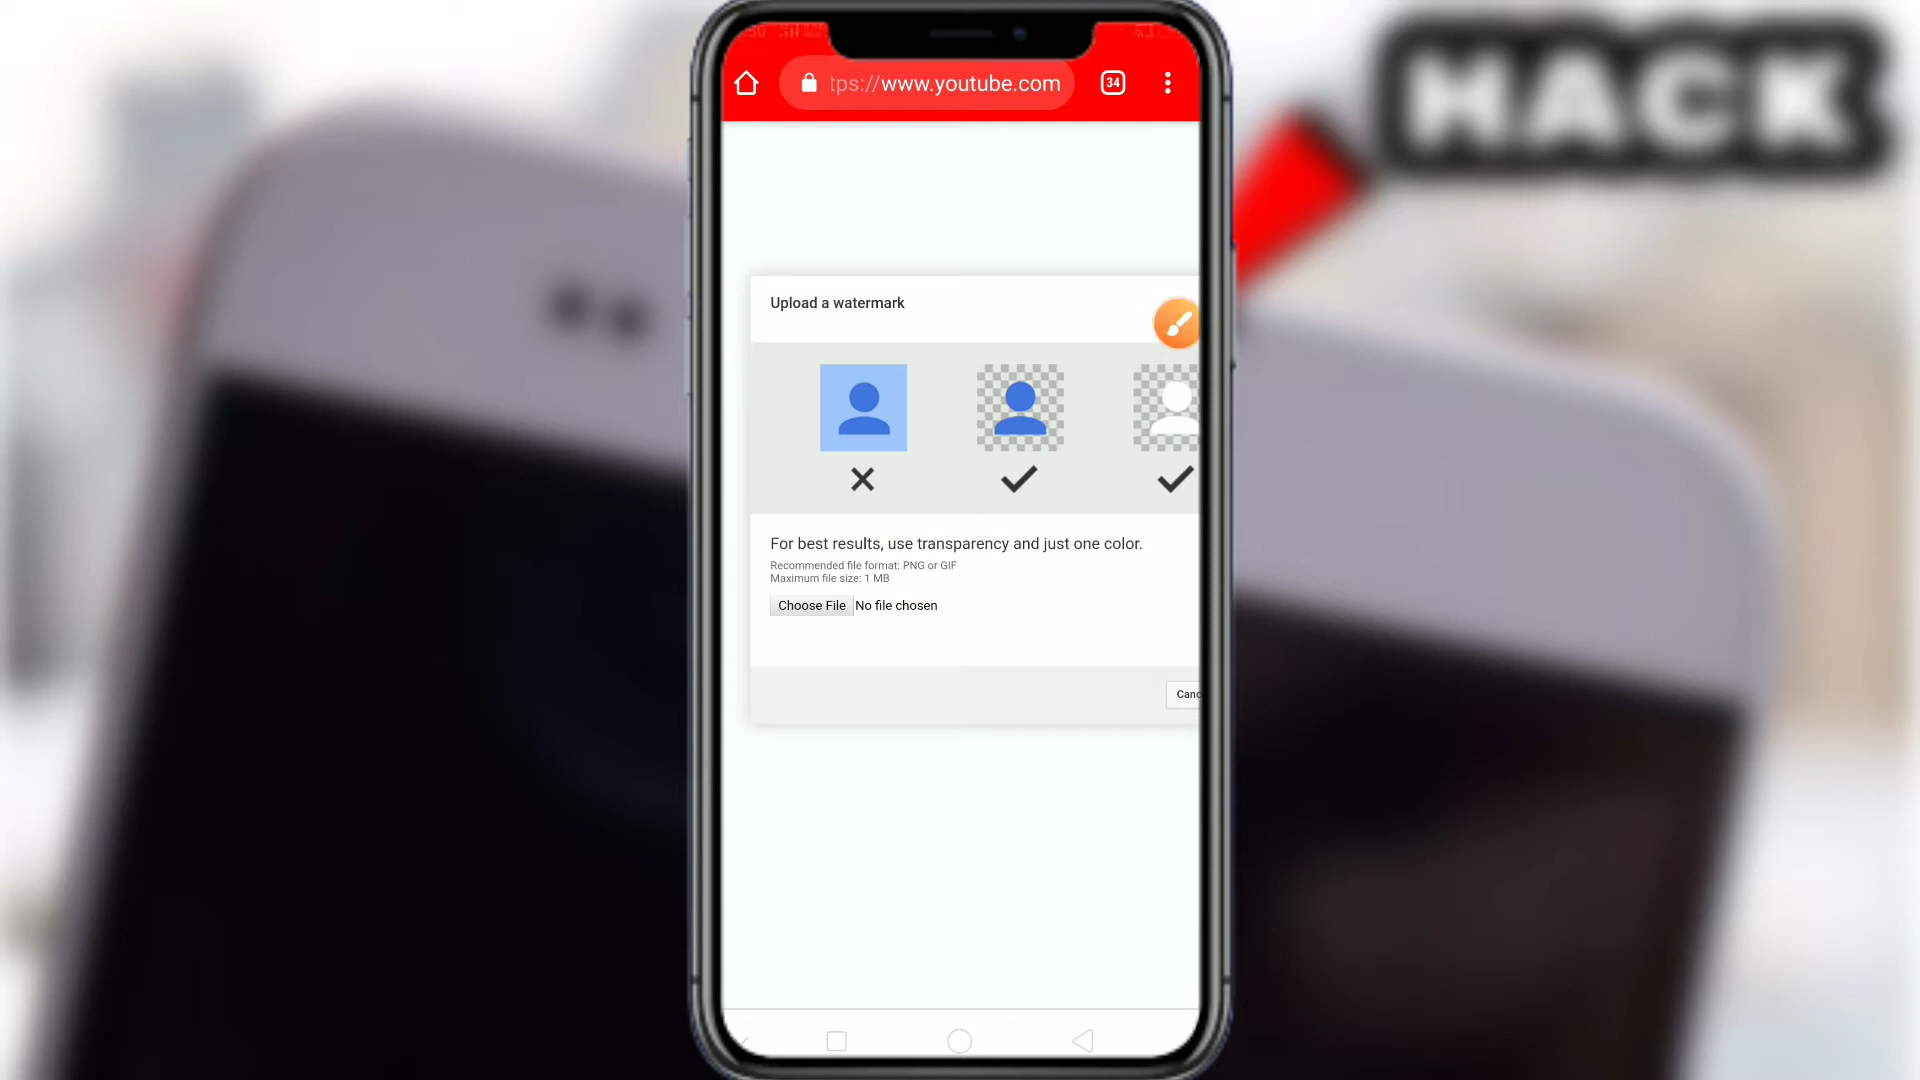 HACK
tps://www.youtube.com
34
Upload a watermark
For best results, use transparency and just one color.
Recommended file format: PNG or GIF
Maximum file size: 1 MB
Choose File No file chosen
Canc